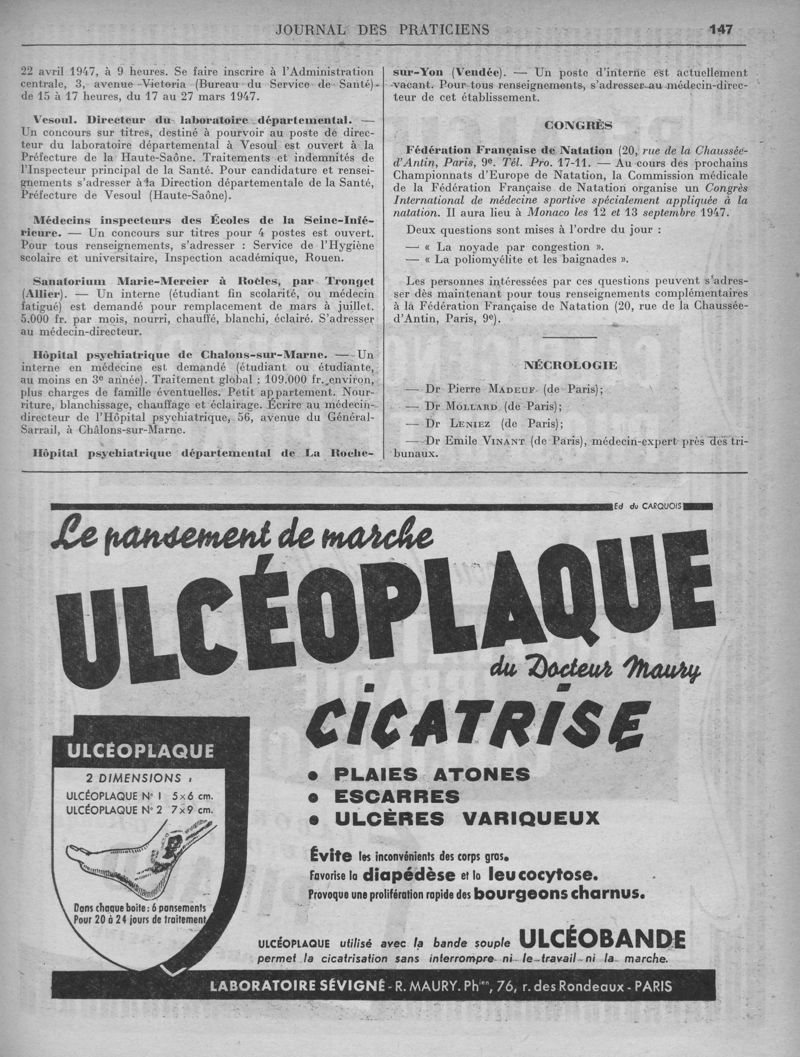 JOURNAL DES PRATICIENS 147
22 avril 1947, à 9 heures. Se faire inscrire à l'Administration
centrale, 3, avenue Victoria (Bureau du Service de Santé)
de 15 à 17 heures, du 17 au 27 mars 1947.
Vesoul. Directeur du laboratoire départemental. —
Un concours sur titres, destiné à pourvoir au poste de direc-
teur du laboratoire départemental à Vesoul est ouvert à la
Préfecture de la Haute-Saône. Traitements et indemnités de
l'Inspecteur principal de la Santé. Pour candidature et rensei-
gnements s'adresser à la Direction départementale de la Santé,
Préfecture de Vesoul (Haute-Saône).
Médecins inspecteurs des Écoles de la Seine-Infé-
rieure. — Un concours sur titres pour 4 postes est ouvert.
Pour tous renseignements, s'adresser : Service de l'Hygiène
scolaire et universitaire, Inspection académique, Rouen.
Sanatorium Marie-Mercier à Rocles, par Tronget
(Allier). — Un interne (étudiant fin scolarité, ou médecin
fatigué) est demandé pour remplacement de mars à juillet.
5.000 fr. par mois, nourri, chauffé, blanchi, éclairé. S'adresser
au médecin-directeur.
Hôpital psychiatrique de Chalons-sur-Marne. — Un
interne en médecine est demandé (étudiant ou étudiante,
au moins en 3e année). Traitement global : 109.000 fr. environ,
plus charges de famille éventuelles. Petit appartement. Nour-
riture, blanchissage, chauffage et éclairage. Écrire au médecin-
directeur de l'Hôpital psychiatrique, 56, avenue du Général-
Sarrail, à Châlons-sur-Marne.
Hôpital psychiatrique départemental de La Roche-
sur-Yon (Vendée). — Un poste d'interne est actuellement
vacant. Pour tous renseignements, s'adresser au médecin-direc-
teur de cet établissement.
CONGRÈS
Fédération Française de Natation (20, rue de la Chaussée-
d'Antin, Paris, 9e. Tél. Pro. 17-11. — Au cours des prochains
Championnats d'Europe de Natation, la Commission médicale
de la Fédération Française de Natation organise un Congrès
International de médecine sportive spécialement appliquée à la
natation. Il aura lieu à Monaco les 12 et 13 septembre 1947.
Deux questions sont mises à l'ordre du jour :
— « La noyade par congestion ».
— « La poliomyélite et les baignades ».
Les personnes intéressées par ces questions peuvent s'adres-
ser dès maintenant pour tous renseignements complémentaires
à la Fédération Française de Natation (20, rue de la Chaussée-
d'Antin, Paris, 9e).
NÉCROLOGIE
— Dr Pierre MADEUF (de Paris);
— Dr MOLLARD (de Paris);
— Dr LENIEZ (de Paris);
— Dr Emile VINANT (de Paris), médecin-expert près des tri-
bunaux.
Ed du CARQUOIS
Le pansement de marche
ULCÉOPLAQUE
du Docteur Maury
CICATRISE
ULCÉOPLAQUE
2 DIMENSIONS :
ULCÉOPLAQUE No 1 5x6 cm.
ULCÉOPLAQUE No 2 7x9 cm.
Dans chaque boîte : 6 pansements
Pour 20 à 24 jours de traitement
• PLAIES ATONES
• ESCARRES
• ULCÈRES VARIQUEUX
Évite les inconvénients des corps gras.
Favorise la diapédèse et la leucocytose.
Provoque une prolifération rapide des bourgeons charnus.
ULCÉOPLAQUE utilisé avec la bande souple ULCÉOBANDE
permet la cicatrisation sans interrompre ni le travail ni la marche.
LABORATOIRE SÉVIGNÉ - R. MAURY. Phien, 76, r. des Rondeaux - PARIS